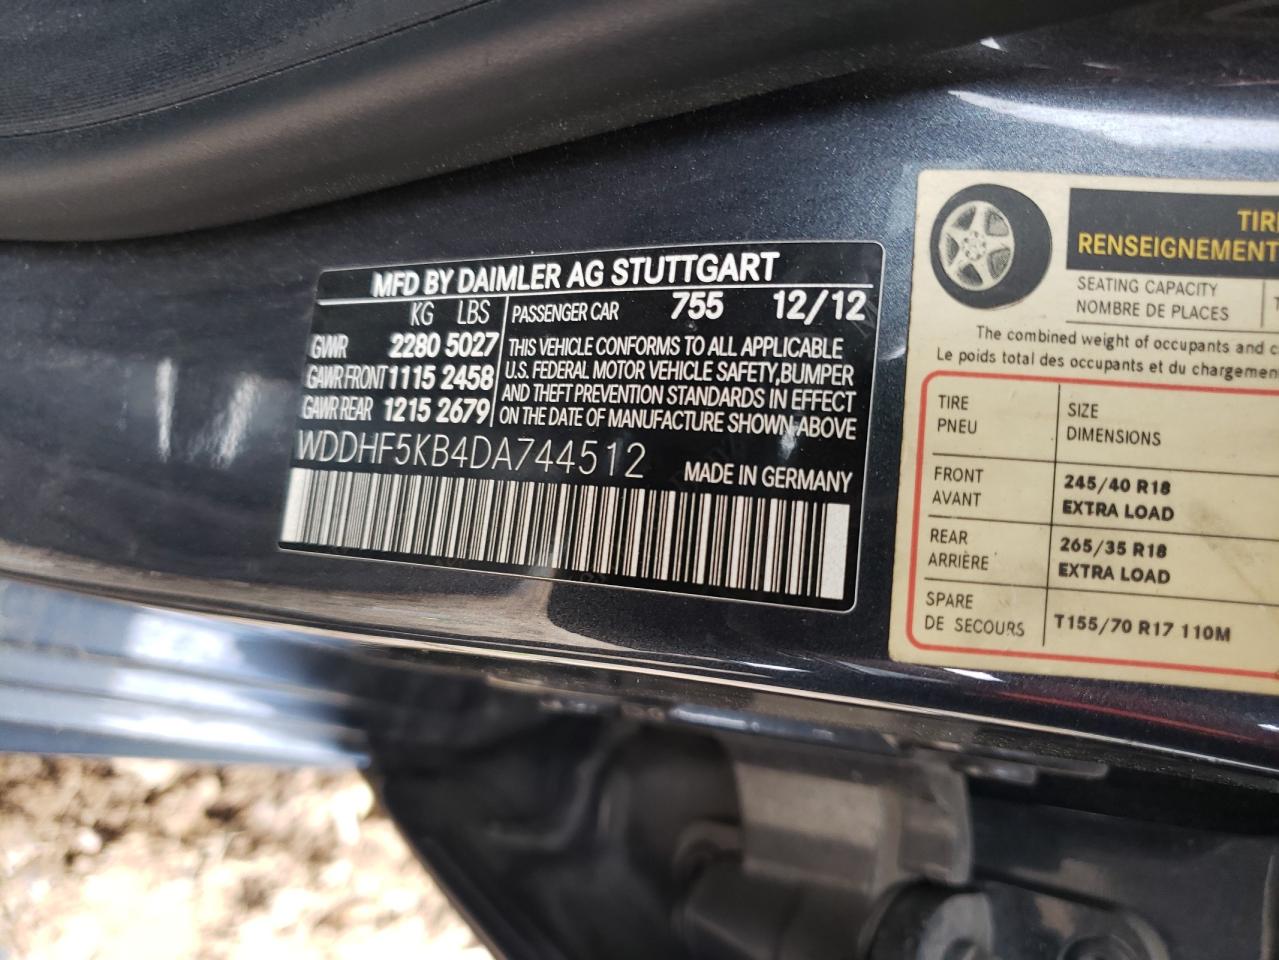 MFD BY DAIMLER AG STUTTGART
KG LBS
GWR 2280 5027
GAWR FRONT 1115 2458
GAWR REAR 1215 2679
PASSENGER CAR 755 12/12
THIS VEHICLE CONFORMS TO ALL APPLICABLE
U.S. FEDERAL MOTOR VEHICLE SAFETY, BUMPER
AND THEFT PREVENTION STANDARDS IN EFFECT
ON THE DATE OF MANUFACTURE SHOWN ABOVE
WDDHF5KB4DA744512
MADE IN GERMANY
RENSEIGNEMENT
SEATING CAPACITY
NOMBRE DE PLACES
The combined weight of occupants and
Le poids total des occupants et du
TIRE SIZE
PNEU DIMENSIONS
FRONT 245/40 R18
AVANT EXTRA LOAD
REAR 265/35 R18
ARRIÈRE EXTRA LOAD
SPARE
DE SECOURS T155/70 R17 110M